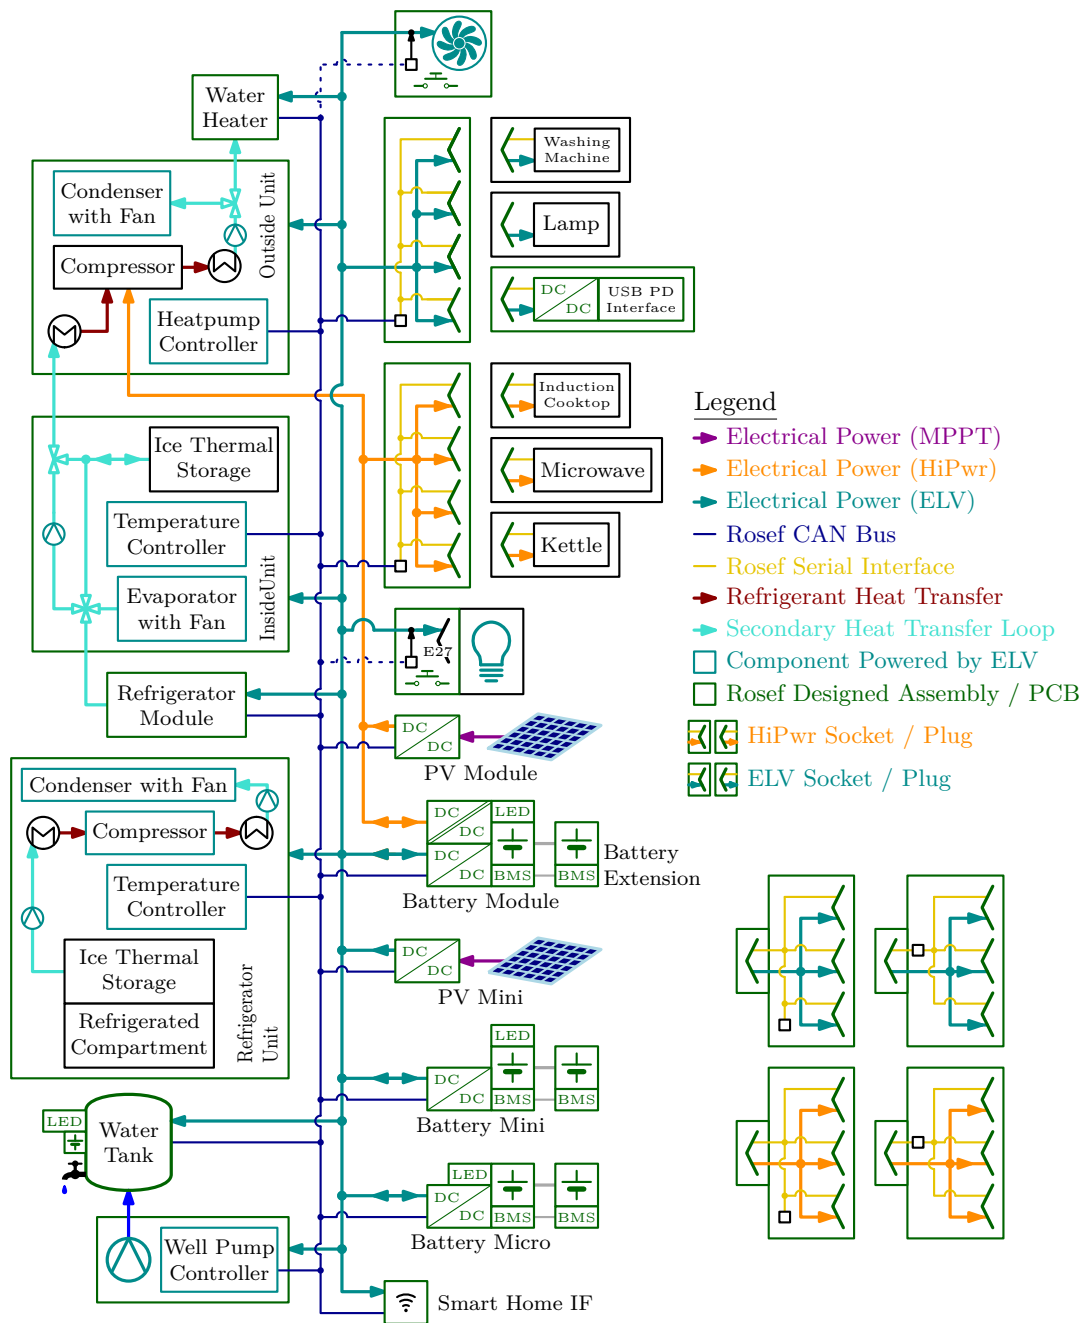 Water
Heater
Condenser
with Fan
Compressor
Heatpump
Controller
Outside Unit
Washing
Machine
Lamp
DC
DC
USB PD
Interface
Ice Thermal
Storage
Temperature
Controller
Evaporator
with Fan
InsideUnit
Induction
Cooktop
Microwave
Kettle
E27
Refrigerator
Module
DC
DC
PV Module
Condenser with Fan
Compressor
Temperature
Controller
Ice Thermal
Storage
Refrigerated
Compartment
Refrigerator
Unit
DC
DC
LED
DC
DC
BMS
BMS
Battery
Extension
Battery Module
DC
DC
PV Mini
LED
DC
DC
BMS
BMS
Battery Mini
LED
Water
Tank
LED
DC
DC
BMS
BMS
Battery Micro
Well Pump
Controller
Smart Home IF
Legend
Electrical Power (MPPT)
Electrical Power (HiPwr)
Electrical Power (ELV)
Rosef CAN Bus
Rosef Serial Interface
Refrigerant Heat Transfer
Secondary Heat Transfer Loop
Component Powered by ELV
Rosef Designed Assembly / PCB
HiPwr Socket / Plug
ELV Socket / Plug